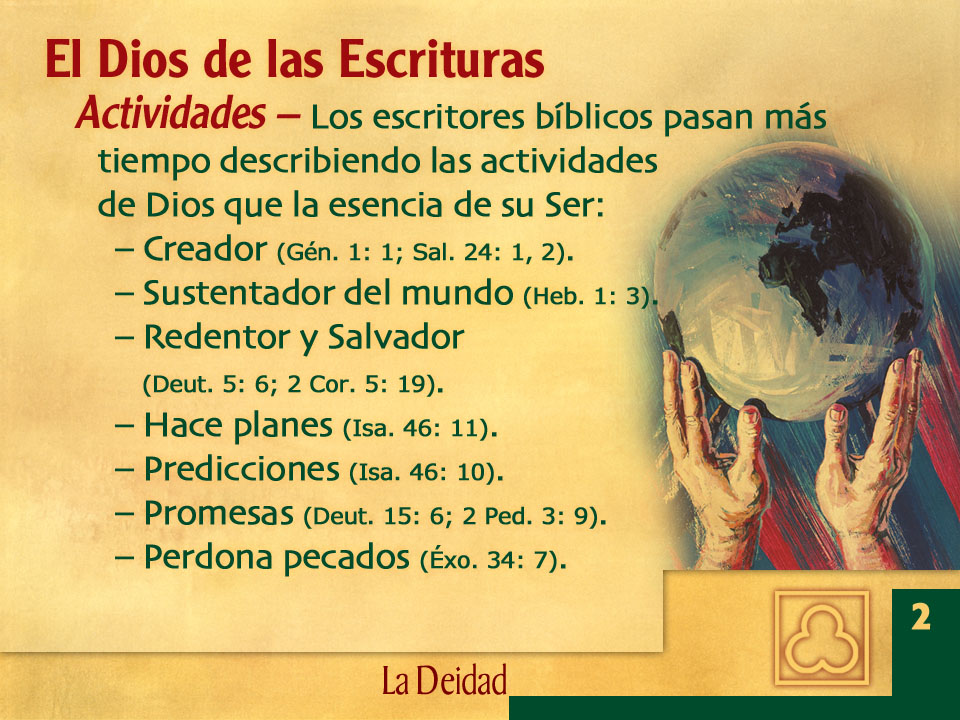 El Dios de las Escrituras
Actividades – Los escritores bíblicos pasan más
tiempo describiendo las actividades
de Dios que la esencia de su Ser:
– Creador (Gén. 1: 1; Sal. 24: 1, 2).
– Sustentador del mundo (Heb. 1: 3).
– Redentor y Salvador
(Deut. 5: 6; 2 Cor. 5: 19).
– Hace planes (Isa. 46: 11).
– Predicciones (Isa. 46: 10).
– Promesas (Deut. 15: 6; 2 Ped. 3: 9).
– Perdona pecados (Éxo. 34: 7).
2
La Deidad